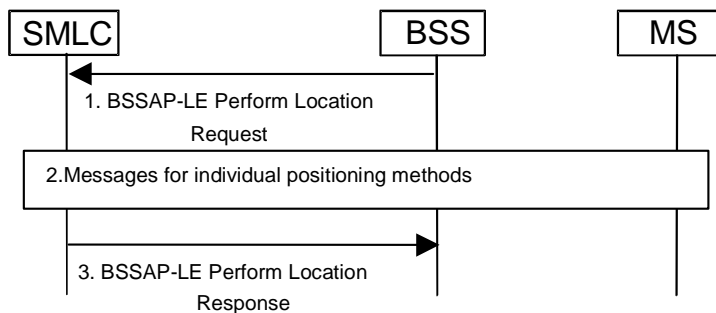 SMLC
BSS
MS
1. BSSAP-LE Perform Location
Request
2.Messages for individual positioning methods
3. BSSAP-LE Perform Location
Response